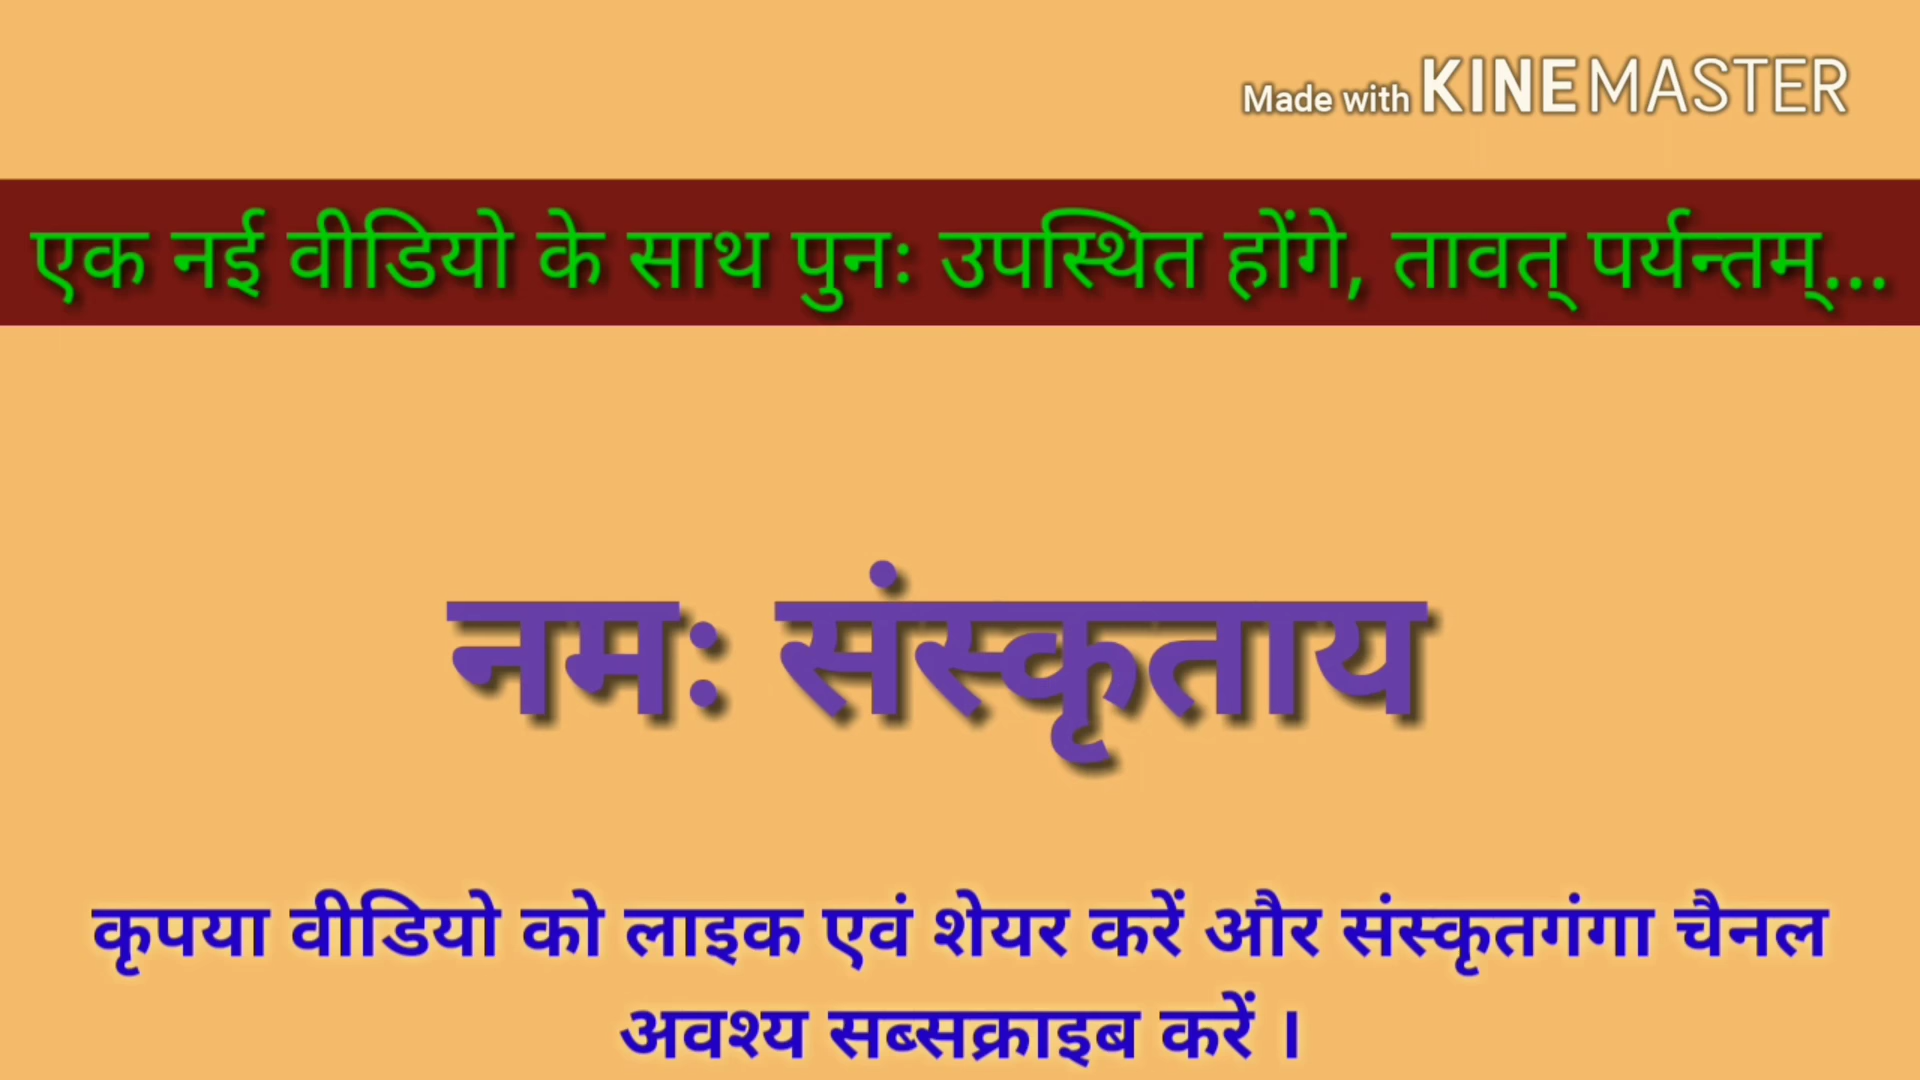 Made with KINEMASTER
एक नई वीडियो के साथ पुनः उपस्थित होंगे, तावत् पर्यन्तम्...
नमः संस्कृताय
कृपया वीडियो को लाइक एवं शेयर करें और संस्कृतगंगा चैनल
अवश्य सब्सक्राइब करें ।